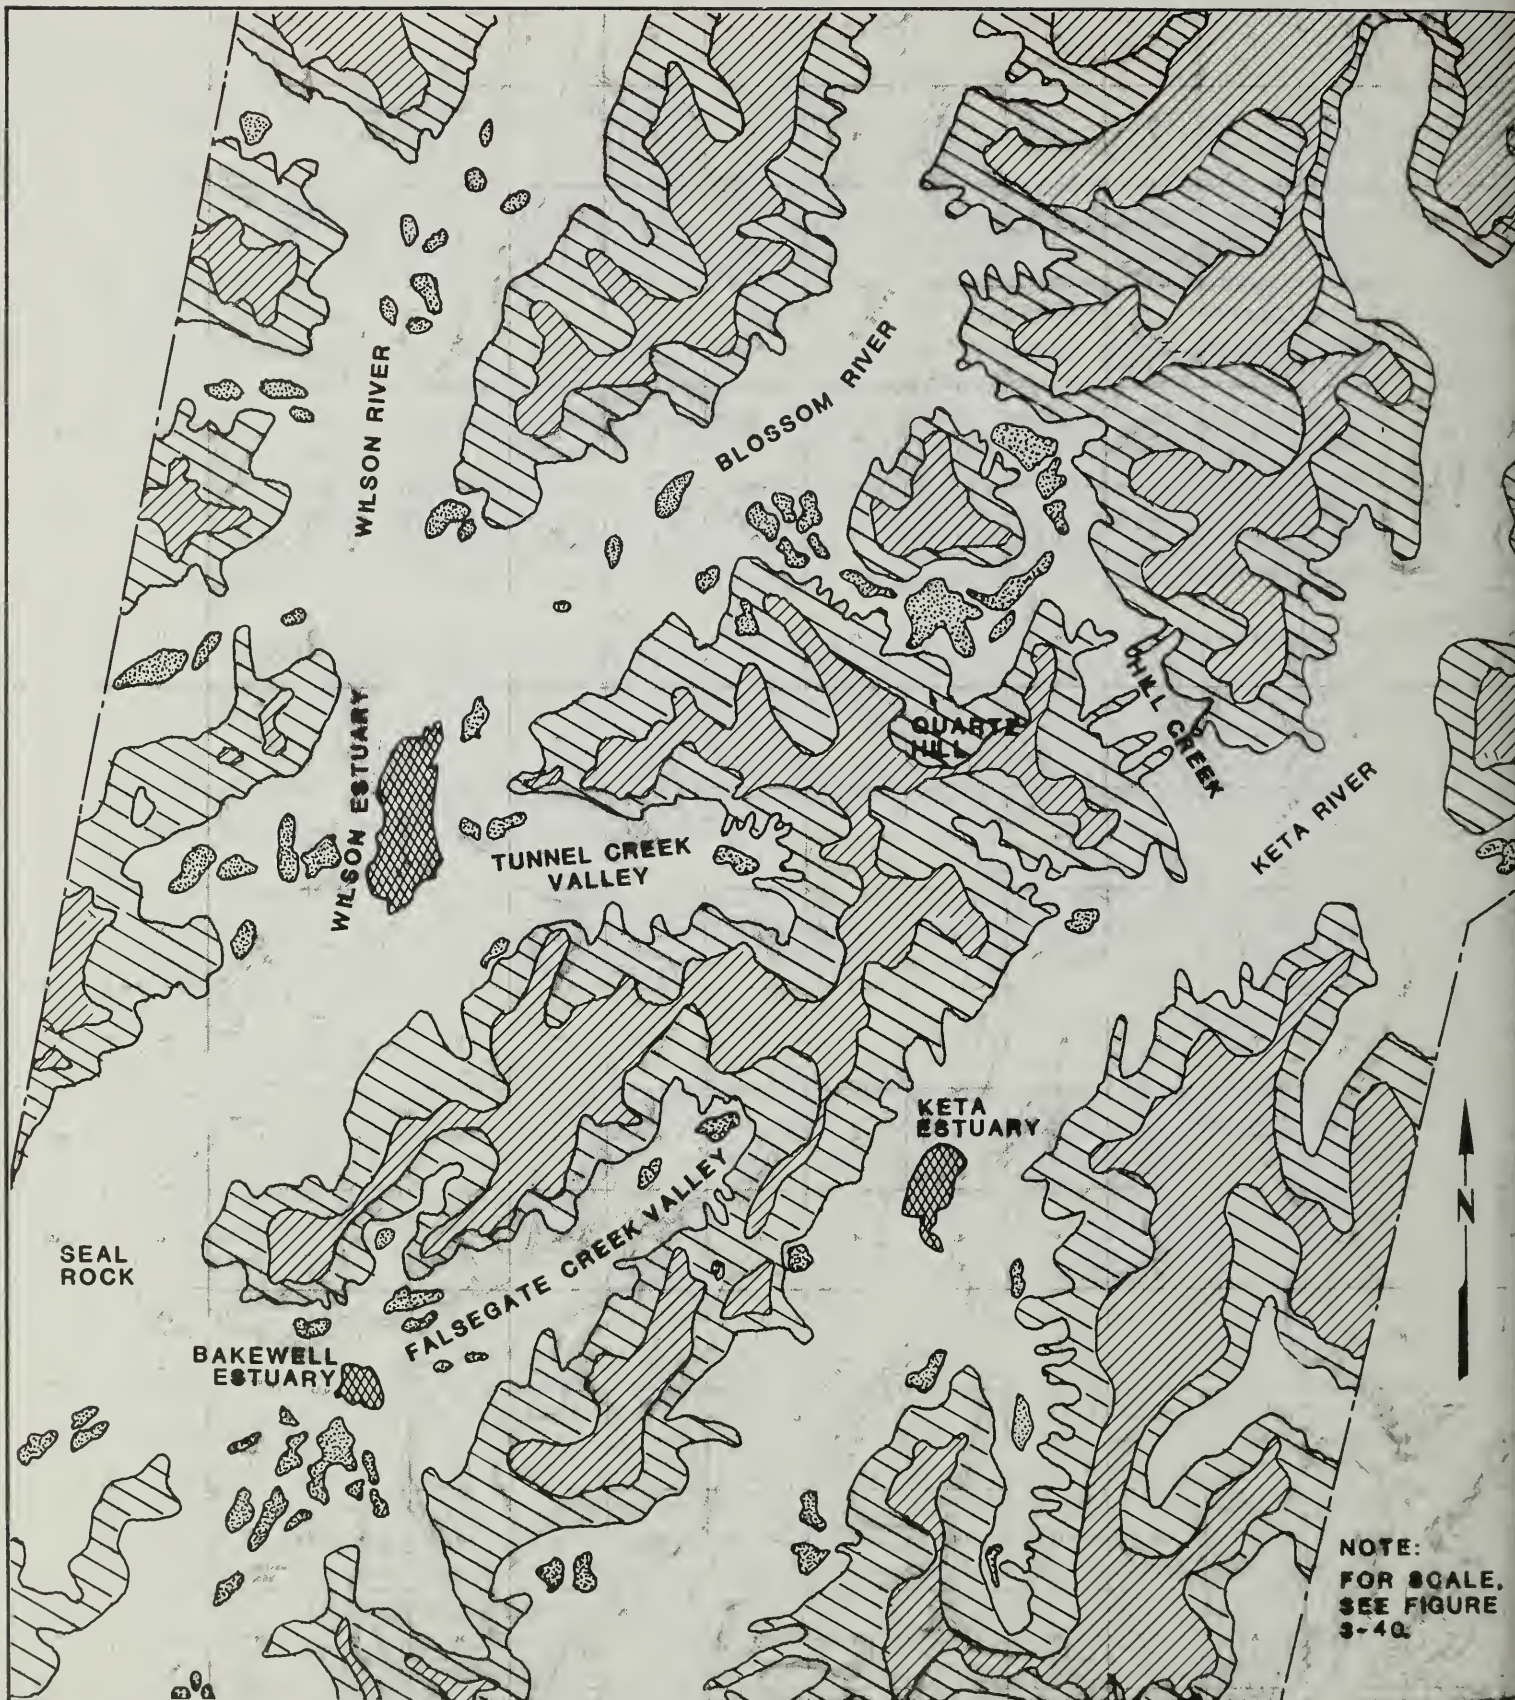 WILSON RIVER
BLOSSOM RIVER
WILSON ESTUARY
QUARTZ
HILL
HILL CREEK
KETA RIVER
TUNNEL CREEK
VALLEY
KETA
ESTUARY
FALSEGATE CREEK VALLEY
SEAL
ROCK
BAKEWELL
ESTUARY
N
NOTE:
FOR SCALE,
SEE FIGURE
3-40.